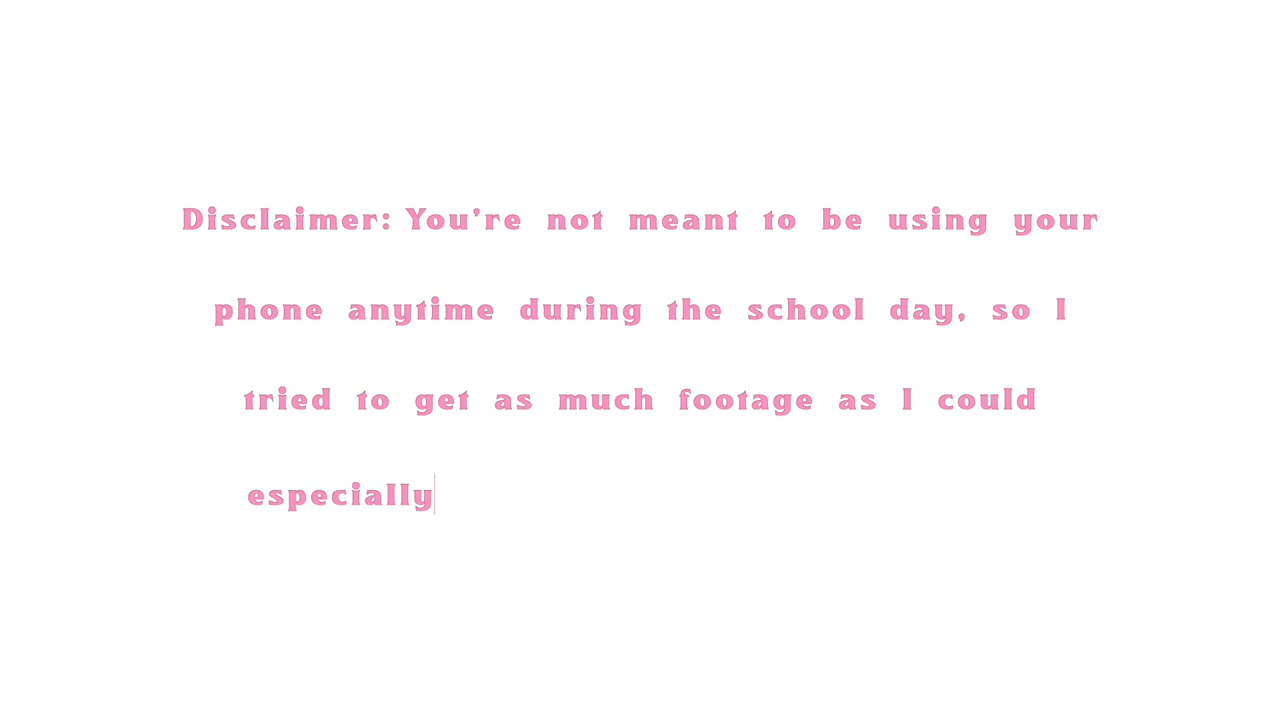 Disclaimer: You're not meant to be using your
phone anytime during the school day, so I
tried to get as much footage as I could
especially